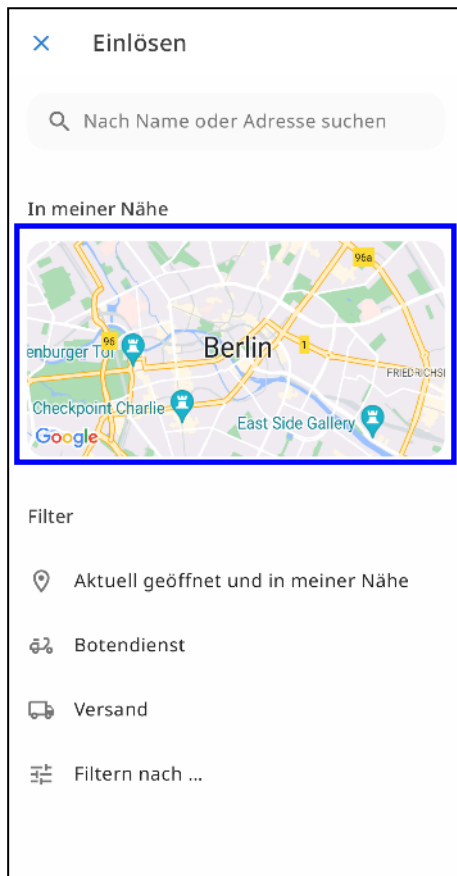 Einlösen
Nach Name oder Adresse suchen
In meiner Nähe
96a
96
enburger Tor
Berlin
1
FRIEDRICHS
Checkpoint Charlie
East Side Gallery
Google
Filter
Aktuell geöffnet und in meiner Nähe
Botendienst
Versand
Filtern nach ...